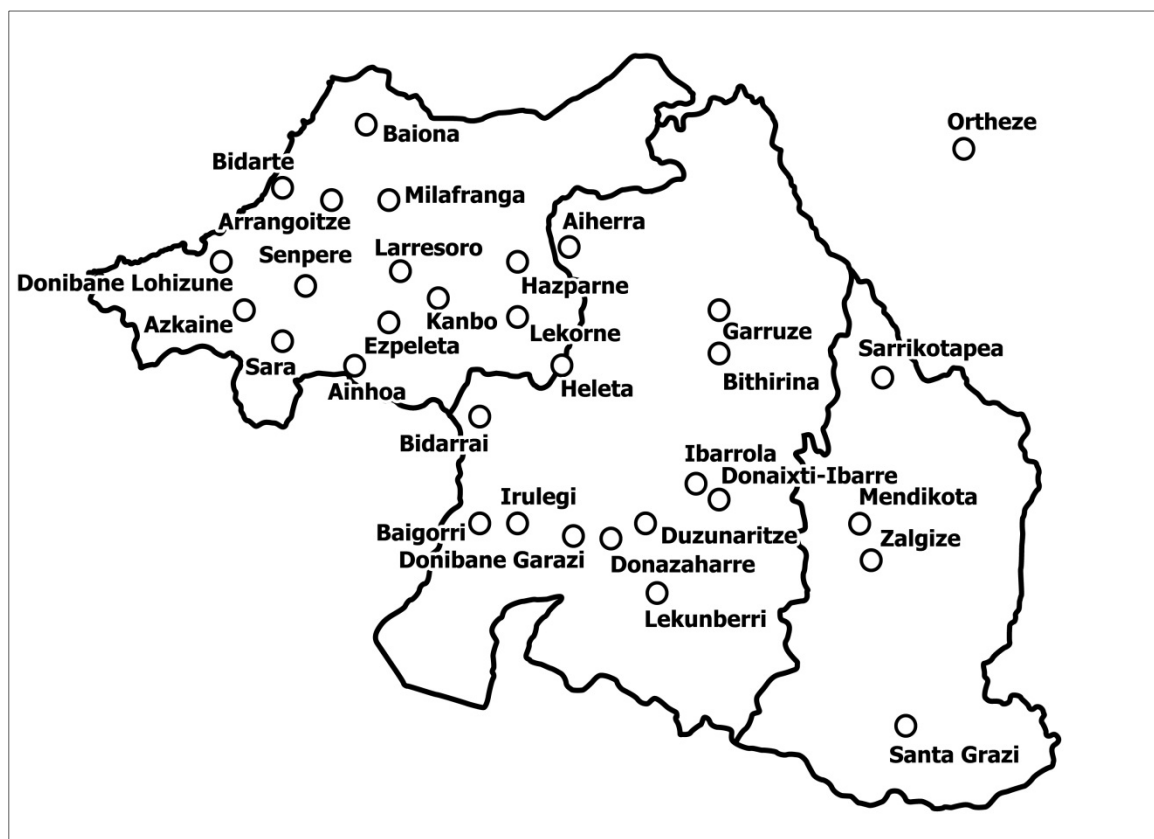 Ortheze
Baiona
Bidarte
Milafranga
Arrangoitze
Aiherra
Larresoro
Senpere
Donibane Lohizune
Hazparne
Kanbo
Azkaine
Lekorne
Garruze
Ezpeleta
Sarrikotapea
Sara
Bithirina
Ainhoa
Heleta
Bidarrai
Ibarrola
Donaixti-Ibarre
Irulegi
Mendikota
Baigorri
Duzunaritze
Zalgize
Donibane Garazi
Donazaharre
Lekunberri
Santa Grazi